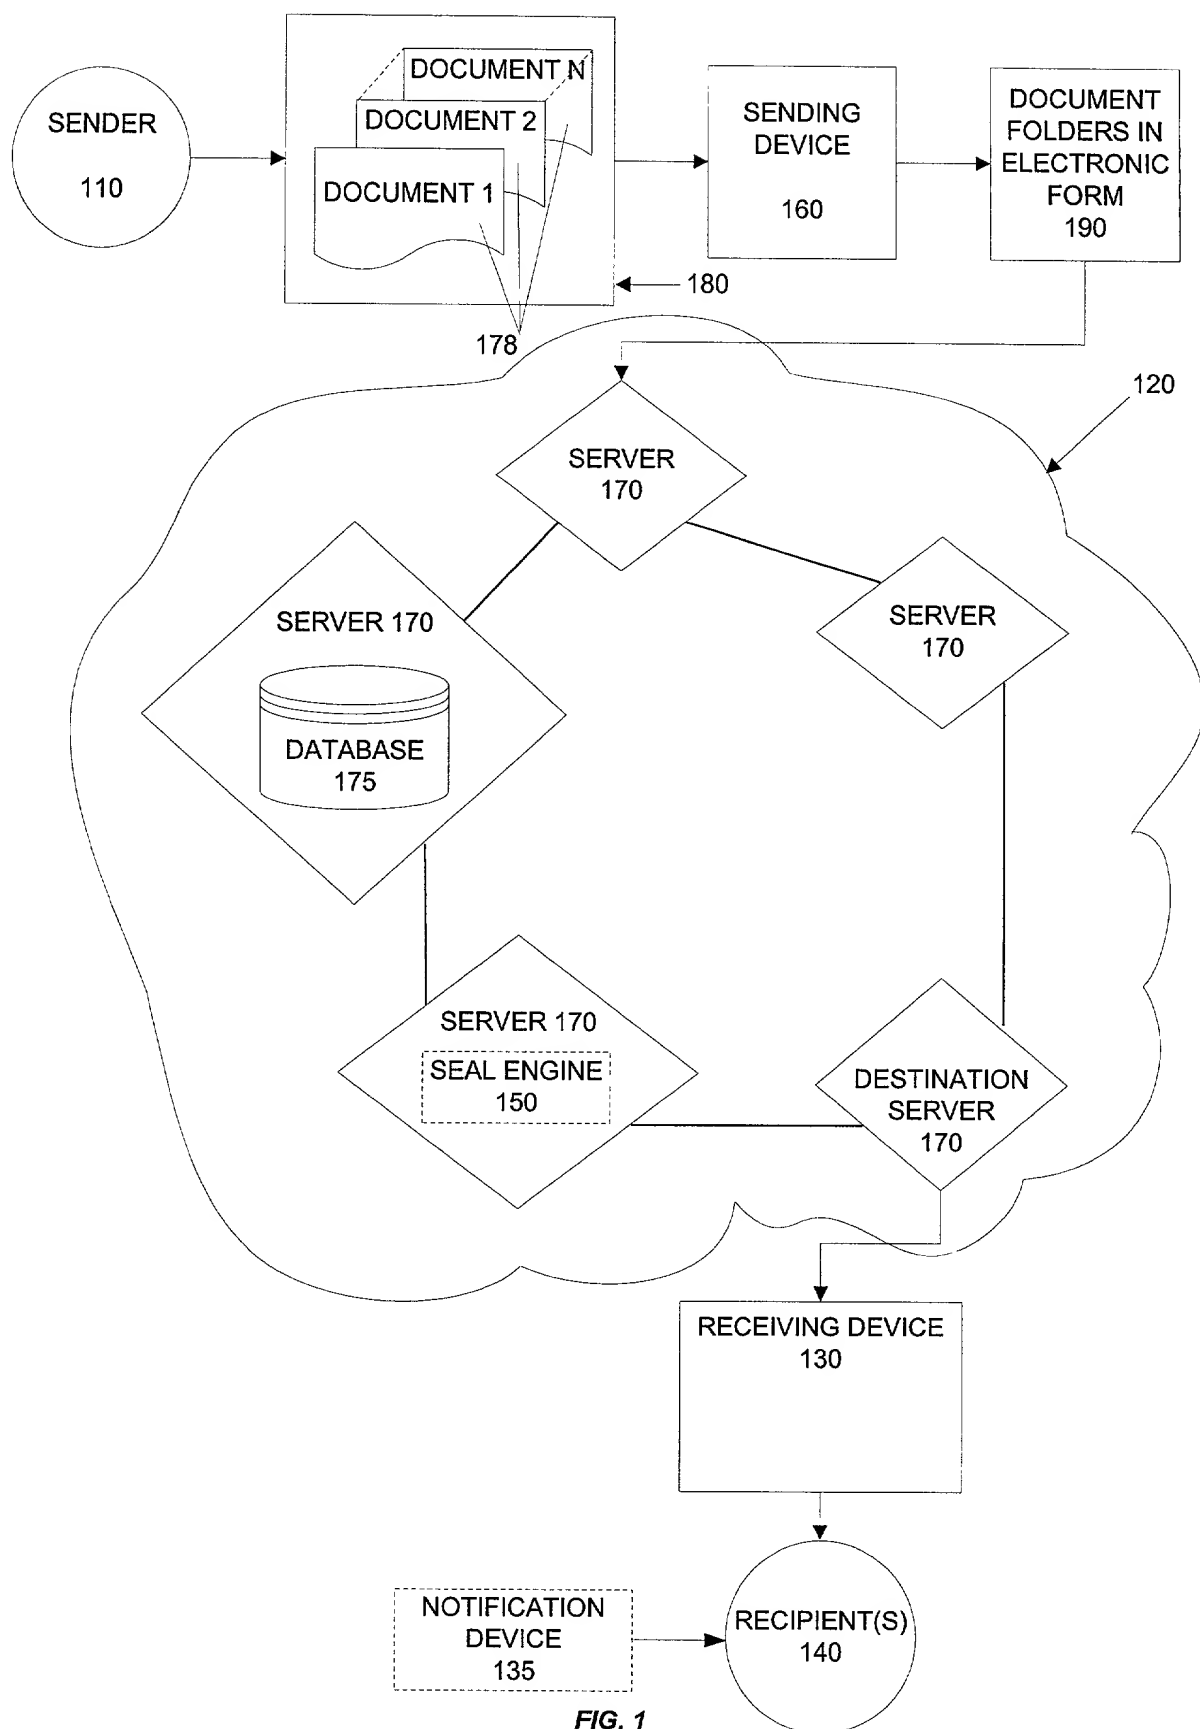 SENDER
110
DOCUMENT N
DOCUMENT 2
DOCUMENT 1
178
180
SENDING
DEVICE
160
DOCUMENT
FOLDERS IN
ELECTRONIC
FORM
190
120
SERVER
170
SERVER 170
DATABASE
175
SERVER
170
SERVER 170
SEAL ENGINE
150
DESTINATION
SERVER
170
RECEIVING DEVICE
130
NOTIFICATION
DEVICE
135
RECIPIENT(S)
140
FIG. 1